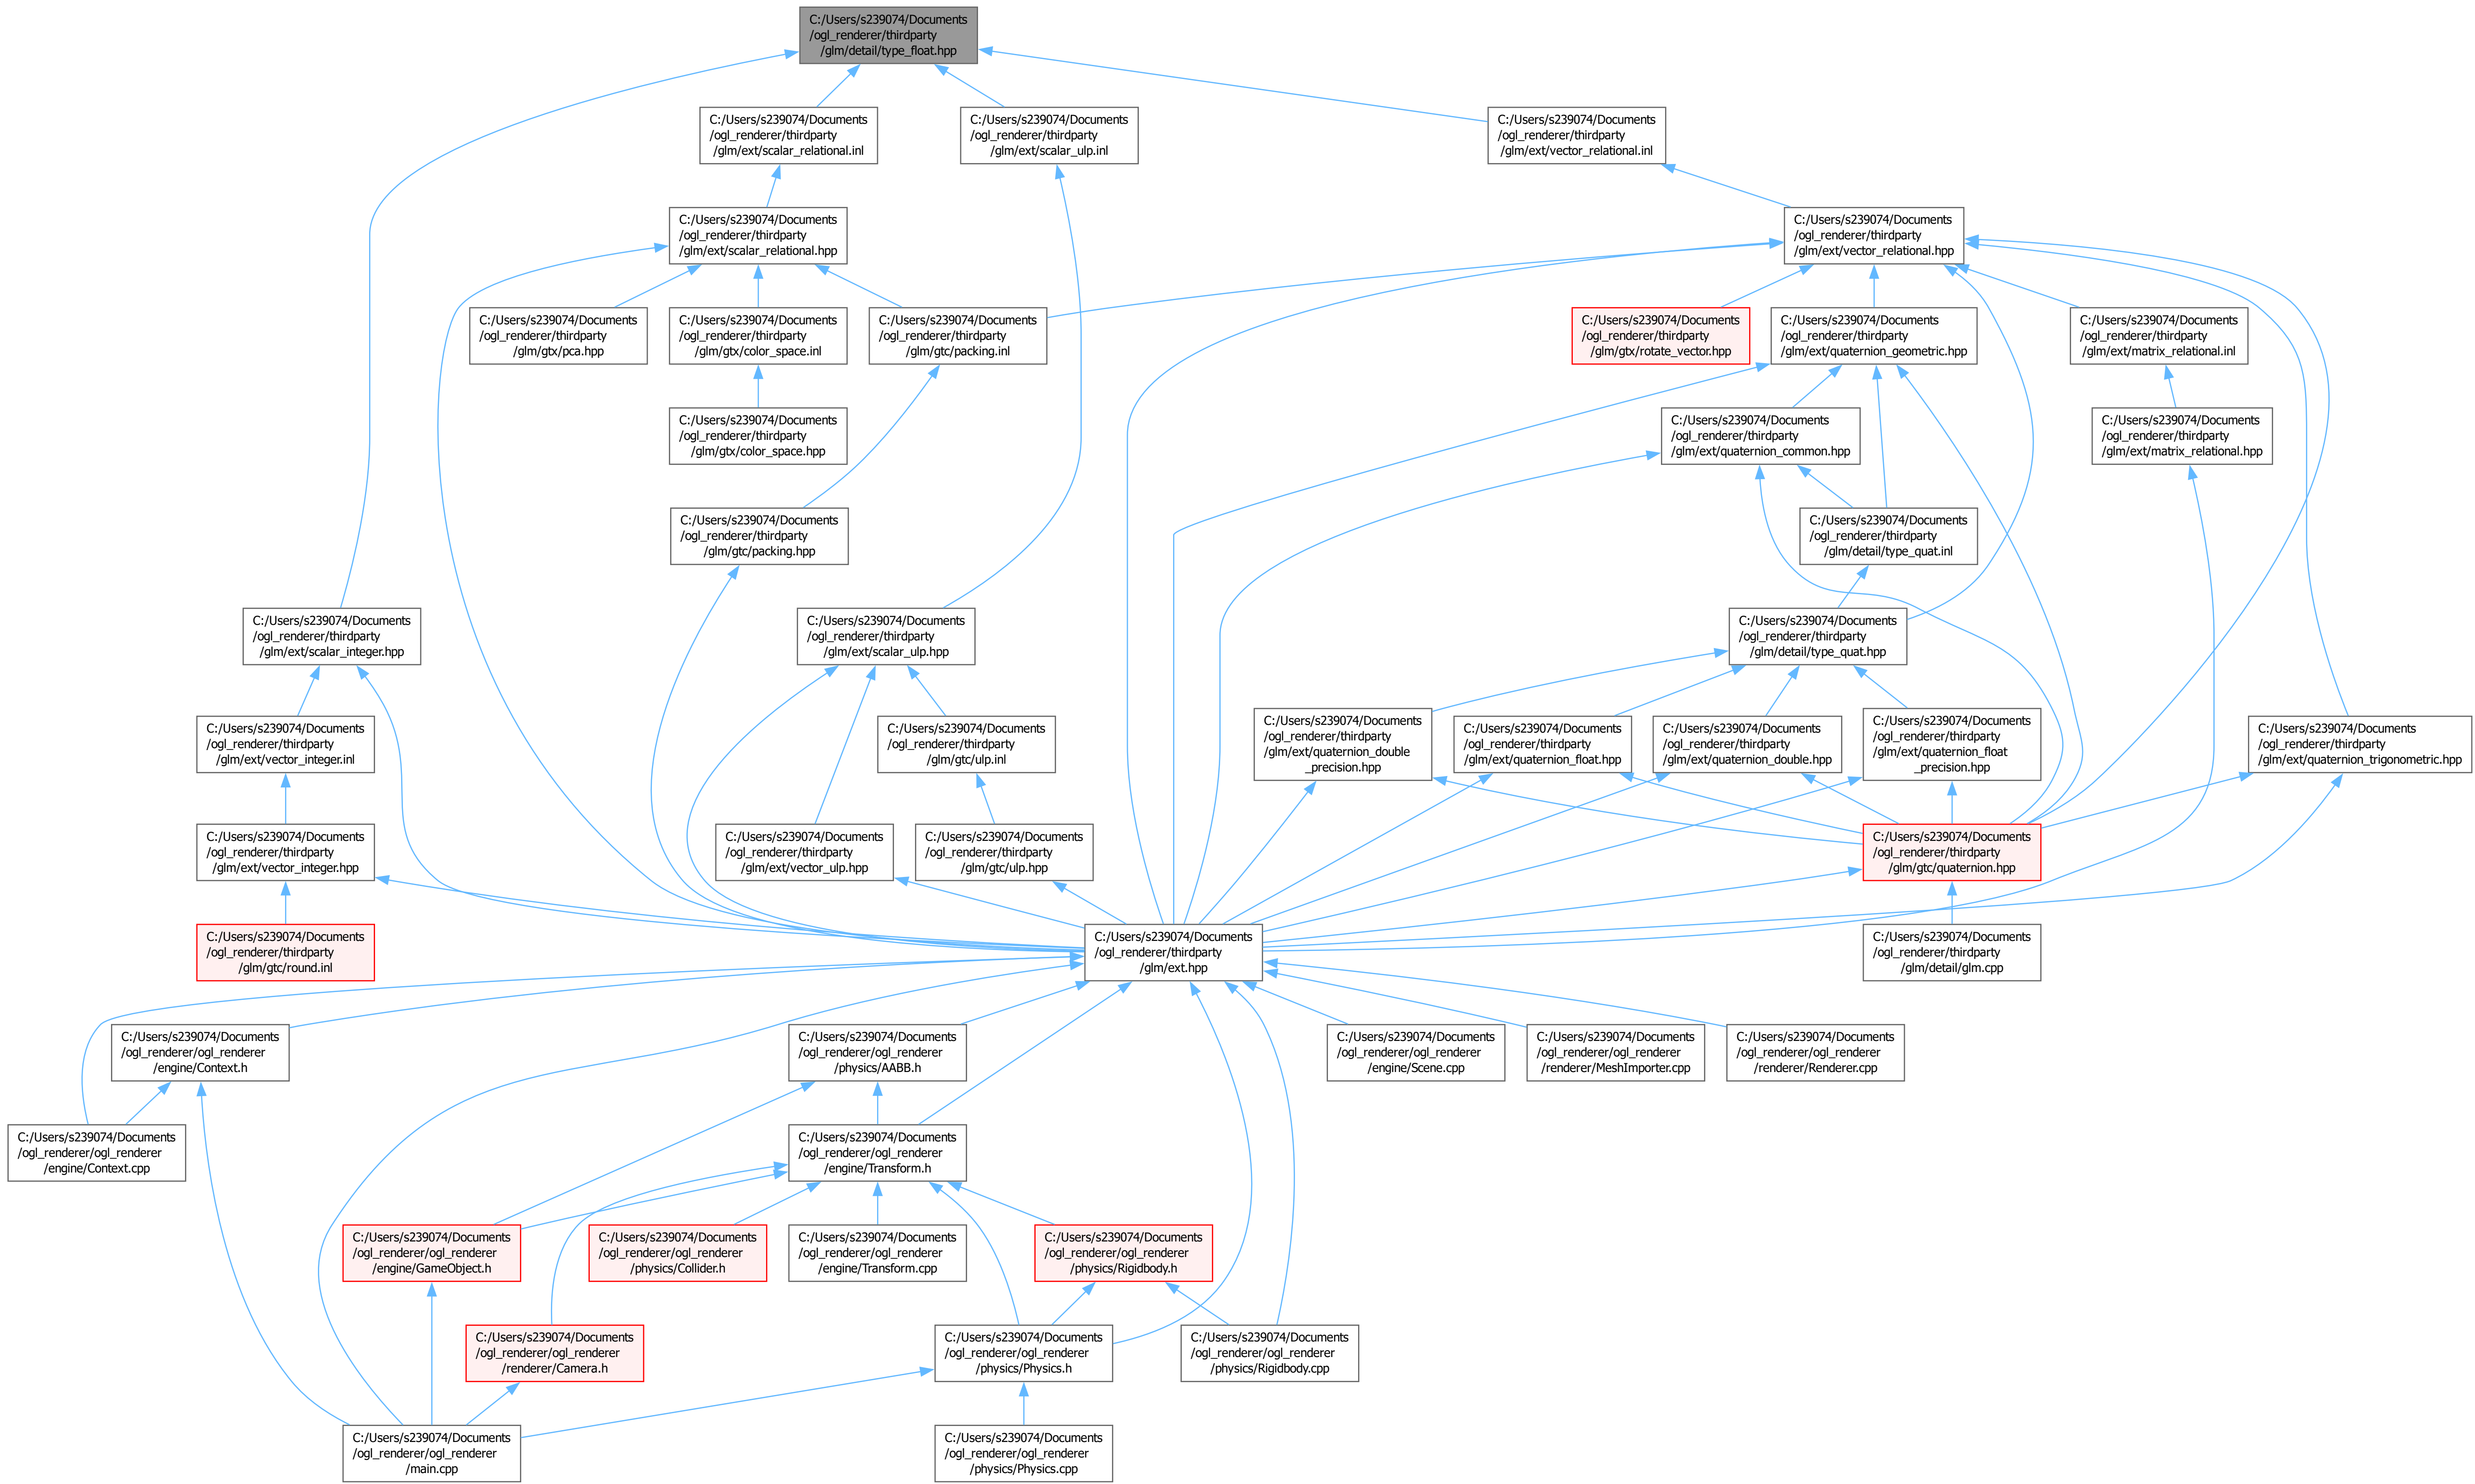 C:/Users/s239074/Documents
/ogl_renderer/thirdparty
/glm/detail/type_float.hpp
C:/Users/s239074/Documents
/ogl_renderer/thirdparty
/glm/ext/scalar_relational.inl
C:/Users/s239074/Documents
/ogl_renderer/thirdparty
/glm/ext/scalar_ulp.inl
C:/Users/s239074/Documents
/ogl_renderer/thirdparty
/glm/ext/vector_relational.inl
C:/Users/s239074/Documents
/ogl_renderer/thirdparty
/glm/ext/scalar_relational.hpp
C:/Users/s239074/Documents
/ogl_renderer/thirdparty
/glm/ext/vector_relational.hpp
C:/Users/s239074/Documents
/ogl_renderer/thirdparty
/glm/gtx/pca.hpp
C:/Users/s239074/Documents
/ogl_renderer/thirdparty
/glm/gtx/color_space.inl
C:/Users/s239074/Documents
/ogl_renderer/thirdparty
/glm/gtc/packing.inl
C:/Users/s239074/Documents
/ogl_renderer/thirdparty
/glm/gtx/rotate_vector.hpp
C:/Users/s239074/Documents
/ogl_renderer/thirdparty
/glm/ext/quaternion_geometric.hpp
C:/Users/s239074/Documents
/ogl_renderer/thirdparty
/glm/ext/matrix_relational.inl
C:/Users/s239074/Documents
/ogl_renderer/thirdparty
/glm/gtx/color_space.hpp
C:/Users/s239074/Documents
/ogl_renderer/thirdparty
/glm/ext/quaternion_common.hpp
C:/Users/s239074/Documents
/ogl_renderer/thirdparty
/glm/ext/matrix_relational.hpp
C:/Users/s239074/Documents
/ogl_renderer/thirdparty
/glm/gtc/packing.hpp
C:/Users/s239074/Documents
/ogl_renderer/thirdparty
/glm/detail/type_quat.inl
C:/Users/s239074/Documents
/ogl_renderer/thirdparty
/glm/ext/scalar_integer.hpp
C:/Users/s239074/Documents
/ogl_renderer/thirdparty
/glm/ext/scalar_ulp.hpp
C:/Users/s239074/Documents
/ogl_renderer/thirdparty
/glm/detail/type_quat.hpp
C:/Users/s239074/Documents
/ogl_renderer/thirdparty
/glm/ext/vector_integer.inl
C:/Users/s239074/Documents
/ogl_renderer/thirdparty
/glm/gtc/ulp.inl
C:/Users/s239074/Documents
/ogl_renderer/thirdparty
/glm/ext/quaternion_double
_precision.hpp
C:/Users/s239074/Documents
/ogl_renderer/thirdparty
/glm/ext/quaternion_float.hpp
C:/Users/s239074/Documents
/ogl_renderer/thirdparty
/glm/ext/quaternion_double.hpp
C:/Users/s239074/Documents
/ogl_renderer/thirdparty
/glm/ext/quaternion_float
_precision.hpp
C:/Users/s239074/Documents
/ogl_renderer/thirdparty
/glm/ext/quaternion_trigonometric.hpp
C:/Users/s239074/Documents
/ogl_renderer/thirdparty
/glm/ext/vector_integer.hpp
C:/Users/s239074/Documents
/ogl_renderer/thirdparty
/glm/ext/vector_ulp.hpp
C:/Users/s239074/Documents
/ogl_renderer/thirdparty
/glm/gtc/ulp.hpp
C:/Users/s239074/Documents
/ogl_renderer/thirdparty
/glm/gtc/quaternion.hpp
C:/Users/s239074/Documents
/ogl_renderer/thirdparty
/glm/gtc/round.inl
C:/Users/s239074/Documents
/ogl_renderer/thirdparty
/glm/ext.hpp
C:/Users/s239074/Documents
/ogl_renderer/thirdparty
/glm/detail/glm.cpp
C:/Users/s239074/Documents
/ogl_renderer/ogl_renderer
/engine/Context.h
C:/Users/s239074/Documents
/ogl_renderer/ogl_renderer
/physics/AABB.h
C:/Users/s239074/Documents
/ogl_renderer/ogl_renderer
/engine/Scene.cpp
C:/Users/s239074/Documents
/ogl_renderer/ogl_renderer
/renderer/MeshImporter.cpp
C:/Users/s239074/Documents
/ogl_renderer/ogl_renderer
/renderer/Renderer.cpp
C:/Users/s239074/Documents
/ogl_renderer/ogl_renderer
/engine/Context.cpp
C:/Users/s239074/Documents
/ogl_renderer/ogl_renderer
/engine/Transform.h
C:/Users/s239074/Documents
/ogl_renderer/ogl_renderer
/engine/GameObject.h
C:/Users/s239074/Documents
/ogl_renderer/ogl_renderer
/physics/Collider.h
C:/Users/s239074/Documents
/ogl_renderer/ogl_renderer
/engine/Transform.cpp
C:/Users/s239074/Documents
/ogl_renderer/ogl_renderer
/physics/Rigidbody.h
C:/Users/s239074/Documents
/ogl_renderer/ogl_renderer
/renderer/Camera.h
C:/Users/s239074/Documents
/ogl_renderer/ogl_renderer
/physics/Physics.h
C:/Users/s239074/Documents
/ogl_renderer/ogl_renderer
/physics/Rigidbody.cpp
C:/Users/s239074/Documents
/ogl_renderer/ogl_renderer
/main.cpp
C:/Users/s239074/Documents
/ogl_renderer/ogl_renderer
/physics/Physics.cpp